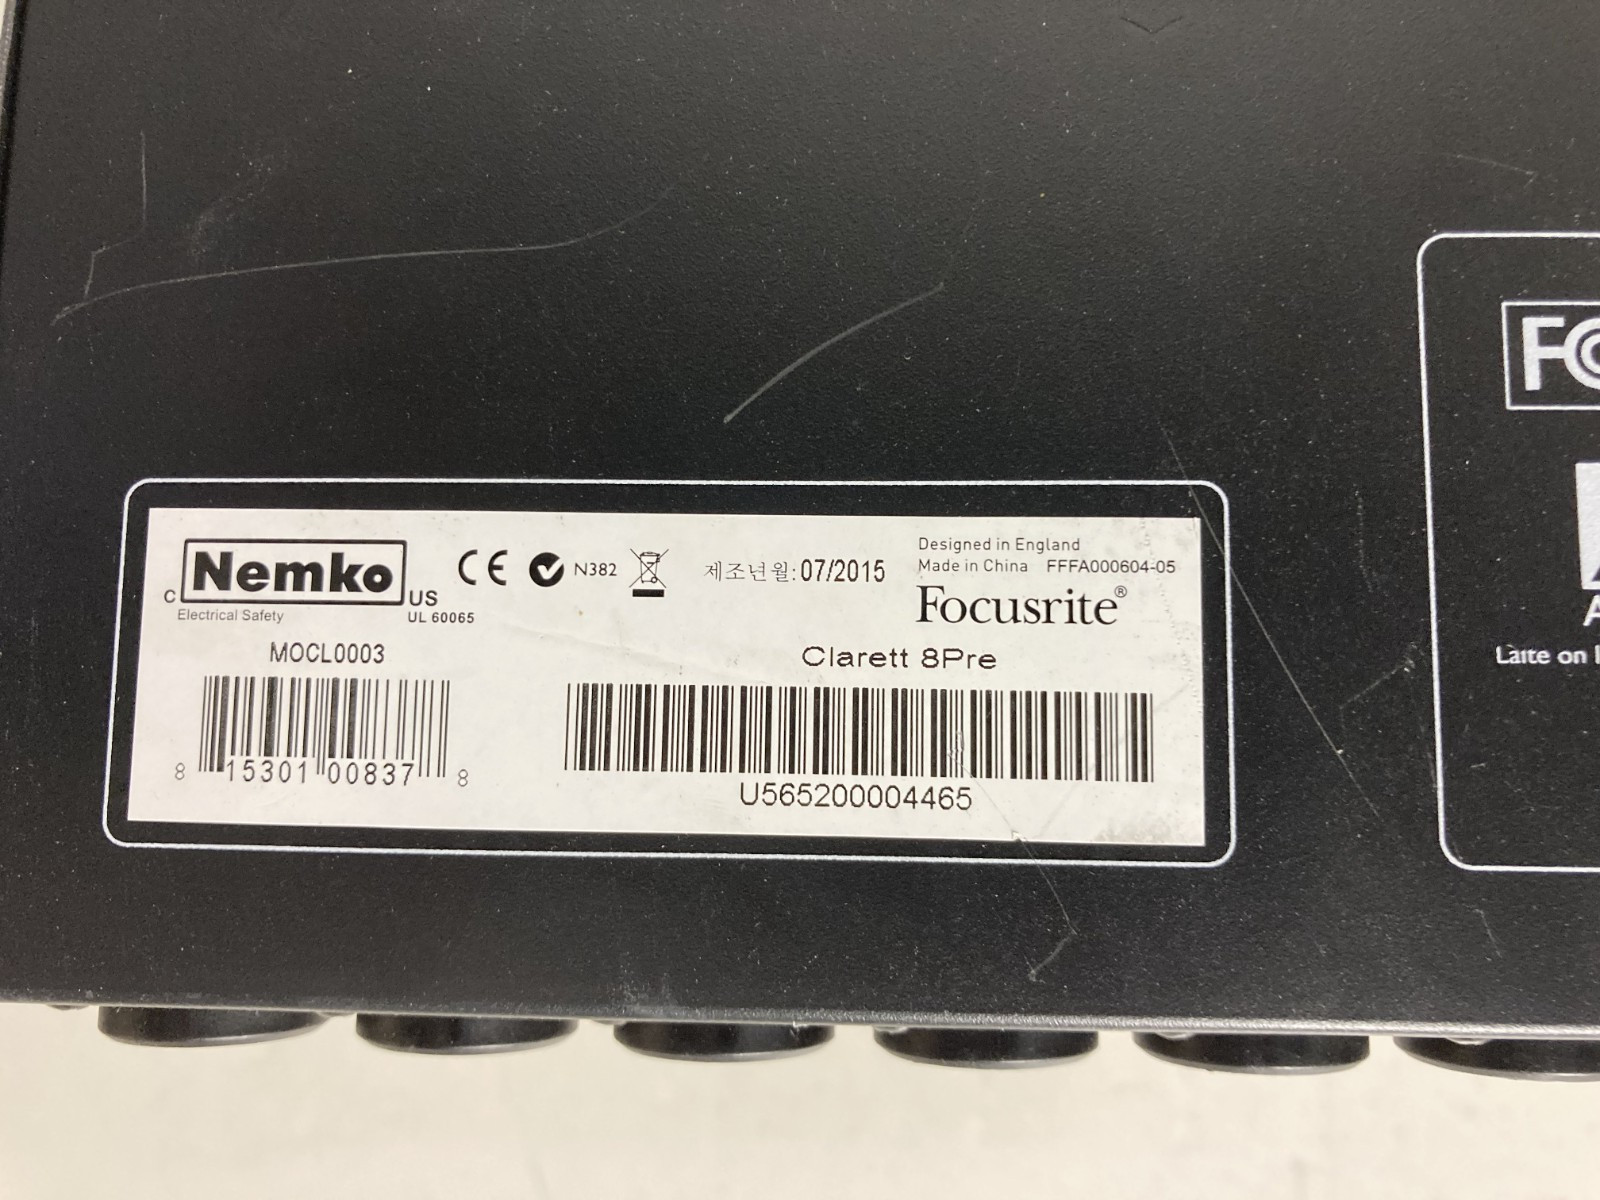 c Nemko US
Electrical Safety UL 60065
CE N382
제조년월: 07/2015
Designed in England
Made in China FFFA000604-05
Focusrite®
MOCL0003
8 15301 00837 8
Clarett 8Pre
U565200004465
FC
on